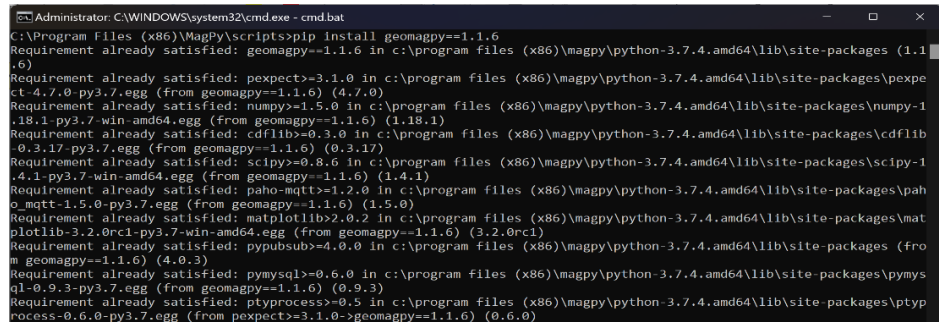 Administrator: C:\WINDOWS\system32\cmd.exe - cmd.bat
C:\Program Files (x86)\MagPy\scripts>pip install geomagpy==1.1.6
Requirement already satisfied: geomagpy==1.1.6 in c:\program files (x86)\magpy\python-3.7.4.amd64\lib\site-packages (1.1
.6)
Requirement already satisfied: pexpect>=3.1.0 in c:\program files (x86)\magpy\python-3.7.4.amd64\lib\site-packages\pexpe
ct-4.7.0-py3.7.egg (from geomagpy==1.1.6) (4.7.0)
Requirement already satisfied: numpy>=1.5.0 in c:\program files (x86)\magpy\python-3.7.4.amd64\lib\site-packages\numpy-1
.18.1-py3.7-win-amd64.egg (from geomagpy==1.1.6) (1.18.1)
Requirement already satisfied: cdflib>=0.3.0 in c:\program files (x86)\magpy\python-3.7.4.amd64\lib\site-packages\cdflib
-0.3.17-py3.7.egg (from geomagpy==1.1.6) (0.3.17)
Requirement already satisfied: scipy>=0.8.6 in c:\program files (x86)\magpy\python-3.7.4.amd64\lib\site-packages\scipy-1
.4.1-py3.7-win-amd64.egg (from geomagpy==1.1.6) (1.4.1)
Requirement already satisfied: paho-mqtt>=1.2.0 in c:\program files (x86)\magpy\python-3.7.4.amd64\lib\site-packages\pah
o_mqtt-1.5.0-py3.7.egg (from geomagpy==1.1.6) (1.5.0)
Requirement already satisfied: matplotlib>2.0.2 in c:\program files (x86)\magpy\python-3.7.4.amd64\lib\site-packages\mat
plotlib-3.2.0rc1-py3.7-win-amd64.egg (from geomagpy==1.1.6) (3.2.0rc1)
Requirement already satisfied: pypubsub>=4.0.0 in c:\program files (x86)\magpy\python-3.7.4.amd64\lib\site-packages (fro
m geomagpy==1.1.6) (4.0.3)
Requirement already satisfied: pymysql>=0.6.0 in c:\program files (x86)\magpy\python-3.7.4.amd64\lib\site-packages\pymys
ql-0.9.3-py3.7.egg (from geomagpy==1.1.6) (0.9.3)
Requirement already satisfied: ptyprocess>=0.5 in c:\program files (x86)\magpy\python-3.7.4.amd64\lib\site-packages\ptyp
rocess-0.6.0-py3.7.egg (from pexpect>=3.1.0->geomagpy==1.1.6) (0.6.0)